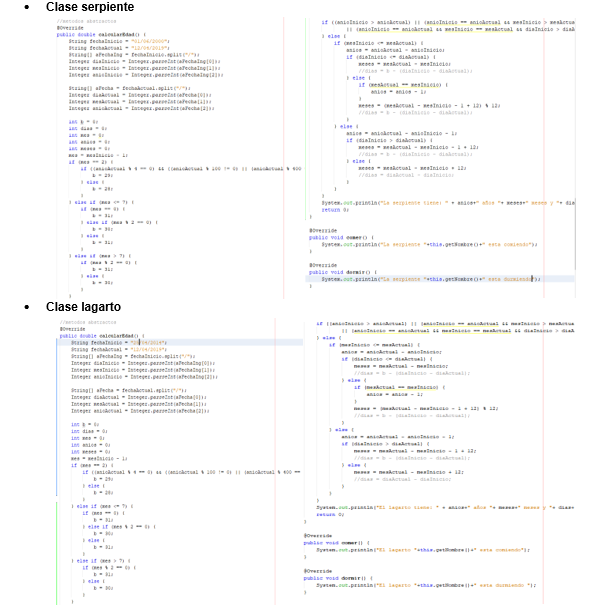 • Clase serpiente
//metodos abstractos
@Override
public double calcularEdad() {
String fechaInicio = "01/06/2000";
String fechaActual = "12/04/2019";
String[] aFechaIng = fechaInicio.split("/");
Integer diaInicio = Integer.parseInt(aFechaIng[0]);
Integer mesInicio = Integer.parseInt(aFechaIng[1]);
Integer anioInicio = Integer.parseInt(aFechaIng[2]);
String[] aFecha = fechaActual.split("/");
Integer diaActual = Integer.parseInt(aFecha[0]);
Integer mesActual = Integer.parseInt(aFecha[1]);
Integer anioActual = Integer.parseInt(aFecha[2]);
int b = 0;
int dias = 0;
int mes = 0;
int anios = 0;
int meses = 0;
mes = mesInicio - 1;
if (mes == 2) {
if ((anioActual % 4 == 0) && ((anioActual % 100 != 0) || (anioActual % 400
b = 29;
} else {
b = 28;
}
} else if (mes <= 7) {
if (mes == 0) {
b = 31;
} else if (mes % 2 == 0) {
b = 30;
} else {
b = 31;
}
} else if (mes > 7) {
if (mes % 2 == 0) {
b = 31;
} else {
b = 30;
}
if ((anioInicio > anioActual) || (anioInicio == anioActual && mesInicio > mesActua
|| (anioInicio == anioActual && mesInicio == mesActual && diaInicio > diaA
} else {
if (mesInicio <= mesActual) {
anios = anioActual - anioInicio;
if (diaInicio <= diaActual) {
meses = mesActual - mesInicio;
//dias = b - (diaInicio - diaActual);
} else {
if (mesActual == mesInicio) {
anios = anios - 1;
}
meses = (mesActual - mesInicio - 1 + 12) % 12;
//dias = b - (diaInicio - diaActual);
}
} else {
anios = anioActual - anioInicio - 1;
if (diaInicio > diaActual) {
meses = mesActual - mesInicio - 1 + 12;
//dias = b - (diaInicio - diaActual);
} else {
meses = mesActual - mesInicio + 12;
//dias = diaActual - diaInicio;
}
}
}
System.out.println("La serpiente tiene: " + anios+" años "+ meses+" meses y "+ dia
return 0;
}
@Override
public void comer() {
System.out.println("La serpiente "+this.getNombre()+" esta comiendo");
}
@Override
public void dormir() {
System.out.println("La serpiente "+this.getNombre()+" esta durmiendo");
}
• Clase lagarto
//metodos abstractos
@Override
public double calcularEdad() {
String fechaActual = "12/04/2019";
String[] aFechaIng = fechaInicio.split("/");
Integer diaInicio = Integer.parseInt(aFechaIng[0]);
Integer mesInicio = Integer.parseInt(aFechaIng[1]);
Integer anioInicio = Integer.parseInt(aFechaIng[2]);
String[] aFecha = fechaActual.split("/");
Integer diaActual = Integer.parseInt(aFecha[0]);
Integer mesActual = Integer.parseInt(aFecha[1]);
Integer anioActual = Integer.parseInt(aFecha[2]);
int b = 0;
int dias = 0;
int mes = 0;
int anios = 0;
int meses = 0;
mes = mesInicio - 1;
if (mes == 2) {
if ((anioActual % 4 == 0) && ((anioActual % 100 != 0) || (anioActual % 400 ==
b = 29;
} else {
b = 28;
}
} else if (mes <= 7) {
if (mes == 0) {
b = 31;
} else if (mes % 2 == 0) {
b = 30;
} else {
b = 31;
}
} else if (mes > 7) {
if (mes % 2 == 0) {
b = 31;
} else {
b = 30;
}
if ((anioInicio > anioActual) || (anioInicio == anioActual && mesInicio > mesActua
|| (anioInicio == anioActual && mesInicio == mesActual && diaInicio > diaA
} else {
if (mesInicio <= mesActual) {
anios = anioActual - anioInicio;
if (diaInicio <= diaActual) {
meses = mesActual - mesInicio;
//dias = b - (diaInicio - diaActual);
} else {
if (mesActual == mesInicio) {
anios = anios - 1;
}
meses = (mesActual - mesInicio - 1 + 12) % 12;
//dias = b - (diaInicio - diaActual);
}
} else {
anios = anioActual - anioInicio - 1;
if (diaInicio > diaActual) {
meses = mesActual - mesInicio - 1 + 12;
//dias = b - (diaInicio - diaActual);
} else {
meses = mesActual - mesInicio + 12;
//dias = diaActual - diaInicio;
}
}
}
System.out.println("El lagarto tiene: " + anios+" años "+ meses+" meses y "+ dias+
return 0;
}
@Override
public void comer() {
System.out.println("El lagarto "+this.getNombre()+" esta comiendo");
}
@Override
public void dormir() {
System.out.println("El lagarto "+this.getNombre()+" esta durmiendo ");
}